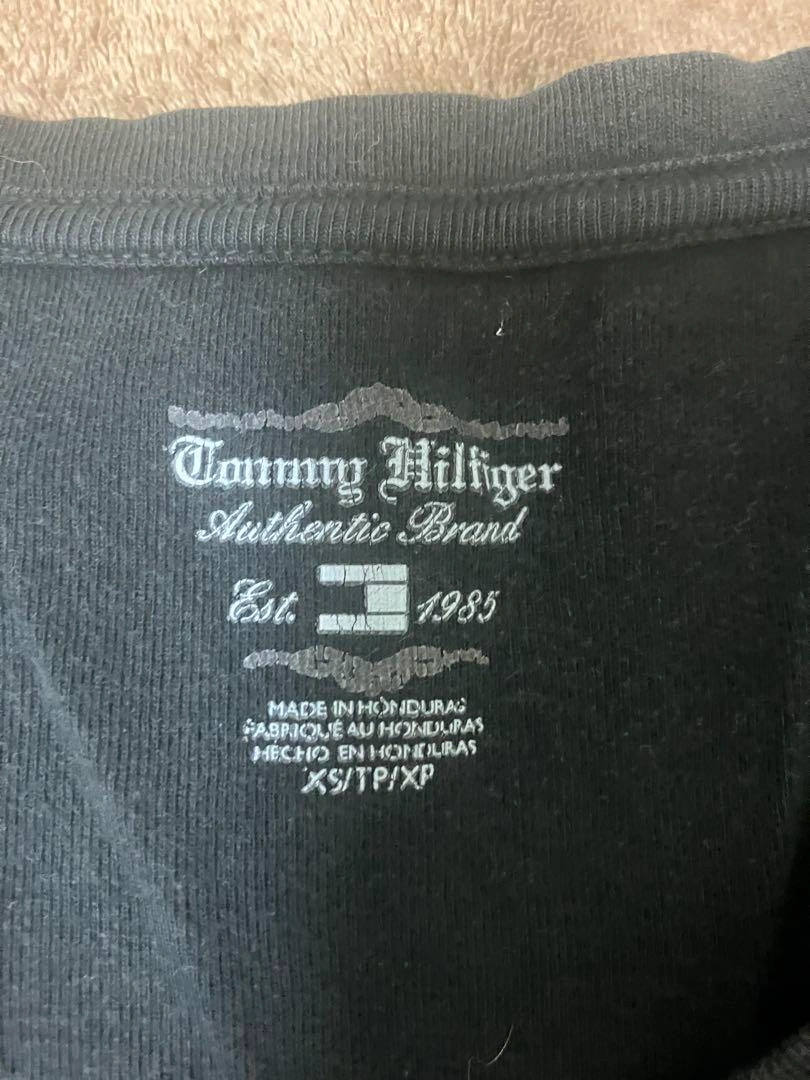 Tommy Hilfiger
Authentic Brand
Est. 1985
MADE IN HONDURAS
FABRIQUÉ AU HONDURAS
HECHO EN HONDURAS
XS/TP/XP